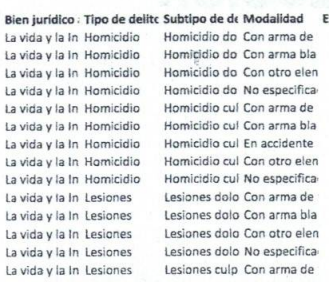 Bien jurídico : Tipo de delito Subtipo de de Modalidad E
La vida y la In Homicidio Homicidio do Con arma de
La vida y la In Homicidio Homicidio do Con arma bla
La vida y la In Homicidio Homicidio do Con otro elen
La vida y la In Homicidio Homicidio do No especifica
La vida y la In Homicidio Homicidio cul Con arma de
La vida y la In Homicidio Homicidio cul Con arma bla
La vida y la In Homicidio Homicidio cul En accidente
La vida y la In Homicidio Homicidio cul Con otro elen
La vida y la In Homicidio Homicidio cul No especifica
La vida y la In Lesiones Lesiones dolo Con arma de
La vida y la In Lesiones Lesiones dolo Con arma bla
La vida y la In Lesiones Lesiones dolo Con otro elen
La vida y la In Lesiones Lesiones dolo No especifica
La vida y la In Lesiones Lesiones culp Con arma de